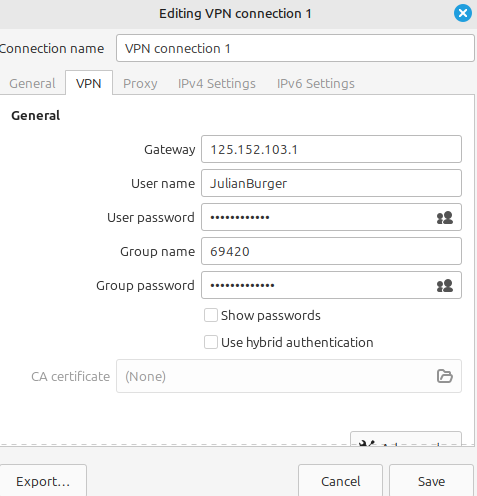 Editing VPN connection 1
Connection name VPN connection 1
General VPN Proxy IPv4 Settings IPv6 Settings
General
Gateway 125.152.103.1
User name JulianBurger
User password ••••••••••••
Group name 69420
Group password •••••••••••••
Show passwords
Use hybrid authentication
CA certificate (None)
Export...
Cancel
Save